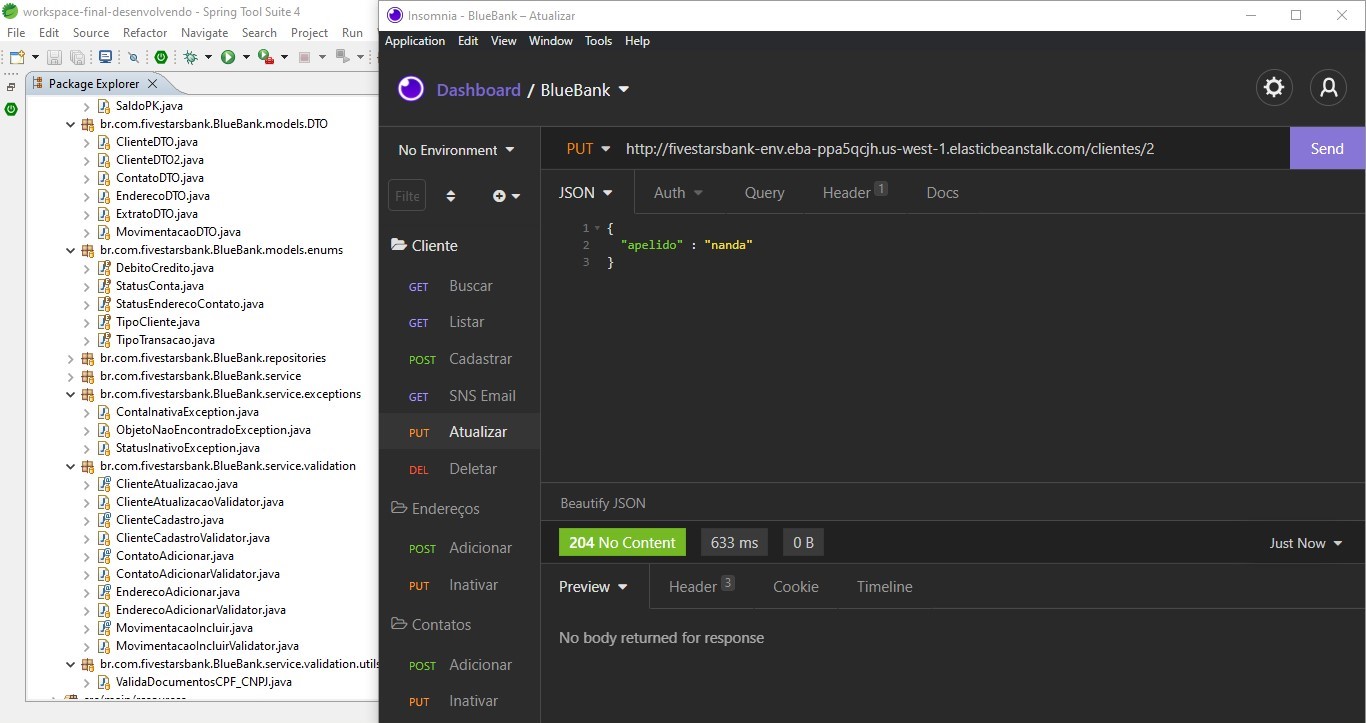 workspace-final-desenvolvendo - Spring Tool Suite 4
File Edit Source Refactor Navigate Search Project Run
Package Explorer
SaldoPK.java
br.com.fivestarsbank.BlueBank.models.DTO
ClienteDTO.java
ClienteDTO2.java
ContatoDTO.java
EnderecoDTO.java
ExtratoDTO.java
MovimentacaoDTO.java
br.com.fivestarsbank.BlueBank.models.enums
DebitoCredito.java
StatusConta.java
StatusEnderecoContato.java
TipoCliente.java
TipoTransacao.java
br.com.fivestarsbank.BlueBank.repositories
br.com.fivestarsbank.BlueBank.service
br.com.fivestarsbank.BlueBank.service.exceptions
ContaInativaException.java
ObjetoNaoEncontradoException.java
StatusInativoException.java
br.com.fivestarsbank.BlueBank.service.validation
ClienteAtualizacao.java
ClienteAtualizacaoValidator.java
ClienteCadastro.java
ClienteCadastroValidator.java
ContatoAdicionar.java
ContatoAdicionarValidator.java
EnderecoAdicionar.java
EnderecoAdicionarValidator.java
MovimentacaoIncluir.java
MovimentacaoIncluirValidator.java
br.com.fivestarsbank.BlueBank.service.validation.utils
ValidaDocumentosCPF_CNPJ.java
src/main/resources
Insomnia - BlueBank – Atualizar
Application Edit View Window Tools Help
Dashboard / BlueBank
No Environment
Filte
Cliente
GET Buscar
GET Listar
POST Cadastrar
GET SNS Email
PUT Atualizar
DEL Deletar
Endereços
POST Adicionar
PUT Inativar
Contatos
POST Adicionar
PUT Inativar
PUT http://fivestarsbank-env.eba-ppa5qcjh.us-west-1.elasticbeanstalk.com/clientes/2 Send
JSON Auth Query Header 1 Docs
1 {
2 "apelido" : "nanda"
3 }
Beautify JSON
204 No Content 633 ms 0 B Just Now
Preview Header 3 Cookie Timeline
No body returned for response